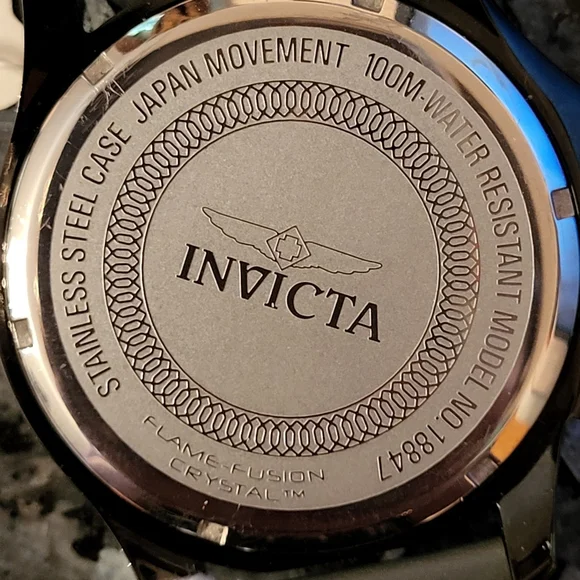 STAINLESS STEEL CASE JAPAN MOVEMENT 100M-WATER RESISTANT MODEL NO.18847
INVICTA
FLAME-FUSION
CRYSTAL™